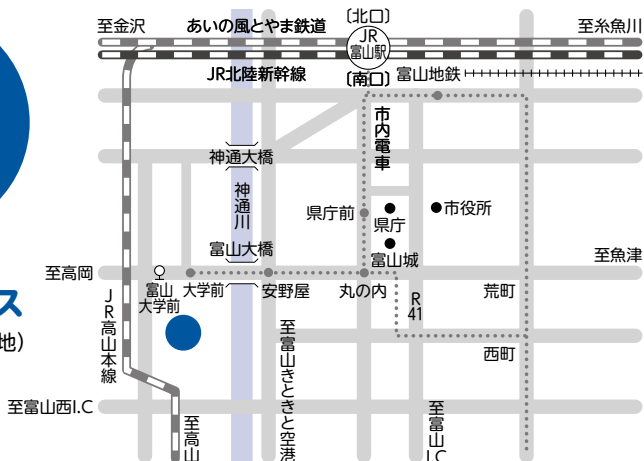 至金沢
あいの風とやま鉄道
〔北口〕
至糸魚川
JR
富山駅
JR北陸新幹線
〔南口〕
富山地鉄
市内電車
神通大橋
神通川
県庁前
県庁
市役所
富山大橋
富山城
至魚津
至高岡
富山
大学前
大学前
安野屋
丸の内
R
41
荒町
ス
JR高山本線
地）
西町
至富山きときと空港
至富山西I.C
至高山
至富山
I.C